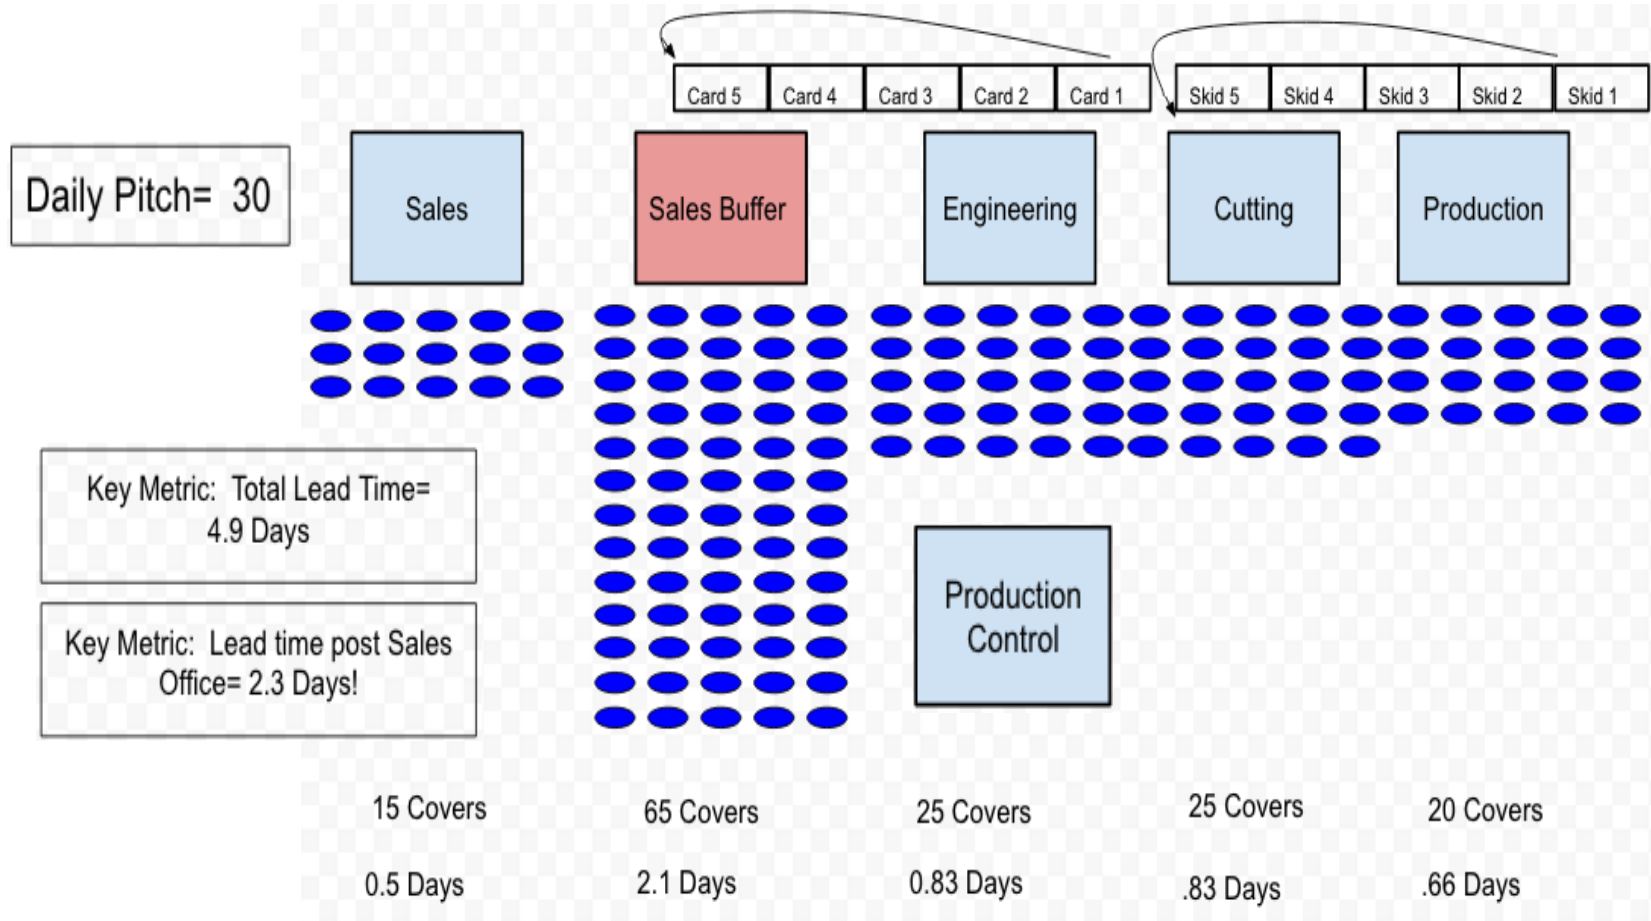 Card 5
Card 4
Card 3
Card 2
Card 1
Skid 5
Skid 4
Skid 3
Skid 2
Skid 1
Daily Pitch= 30
Sales
Sales Buffer
Engineering
Cutting
Production
Key Metric: Total Lead Time=
4.9 Days
Key Metric: Lead time post Sales
Office= 2.3 Days!
Production
Control
15 Covers
65 Covers
25 Covers
25 Covers
20 Covers
0.5 Days
2.1 Days
0.83 Days
.83 Days
.66 Days